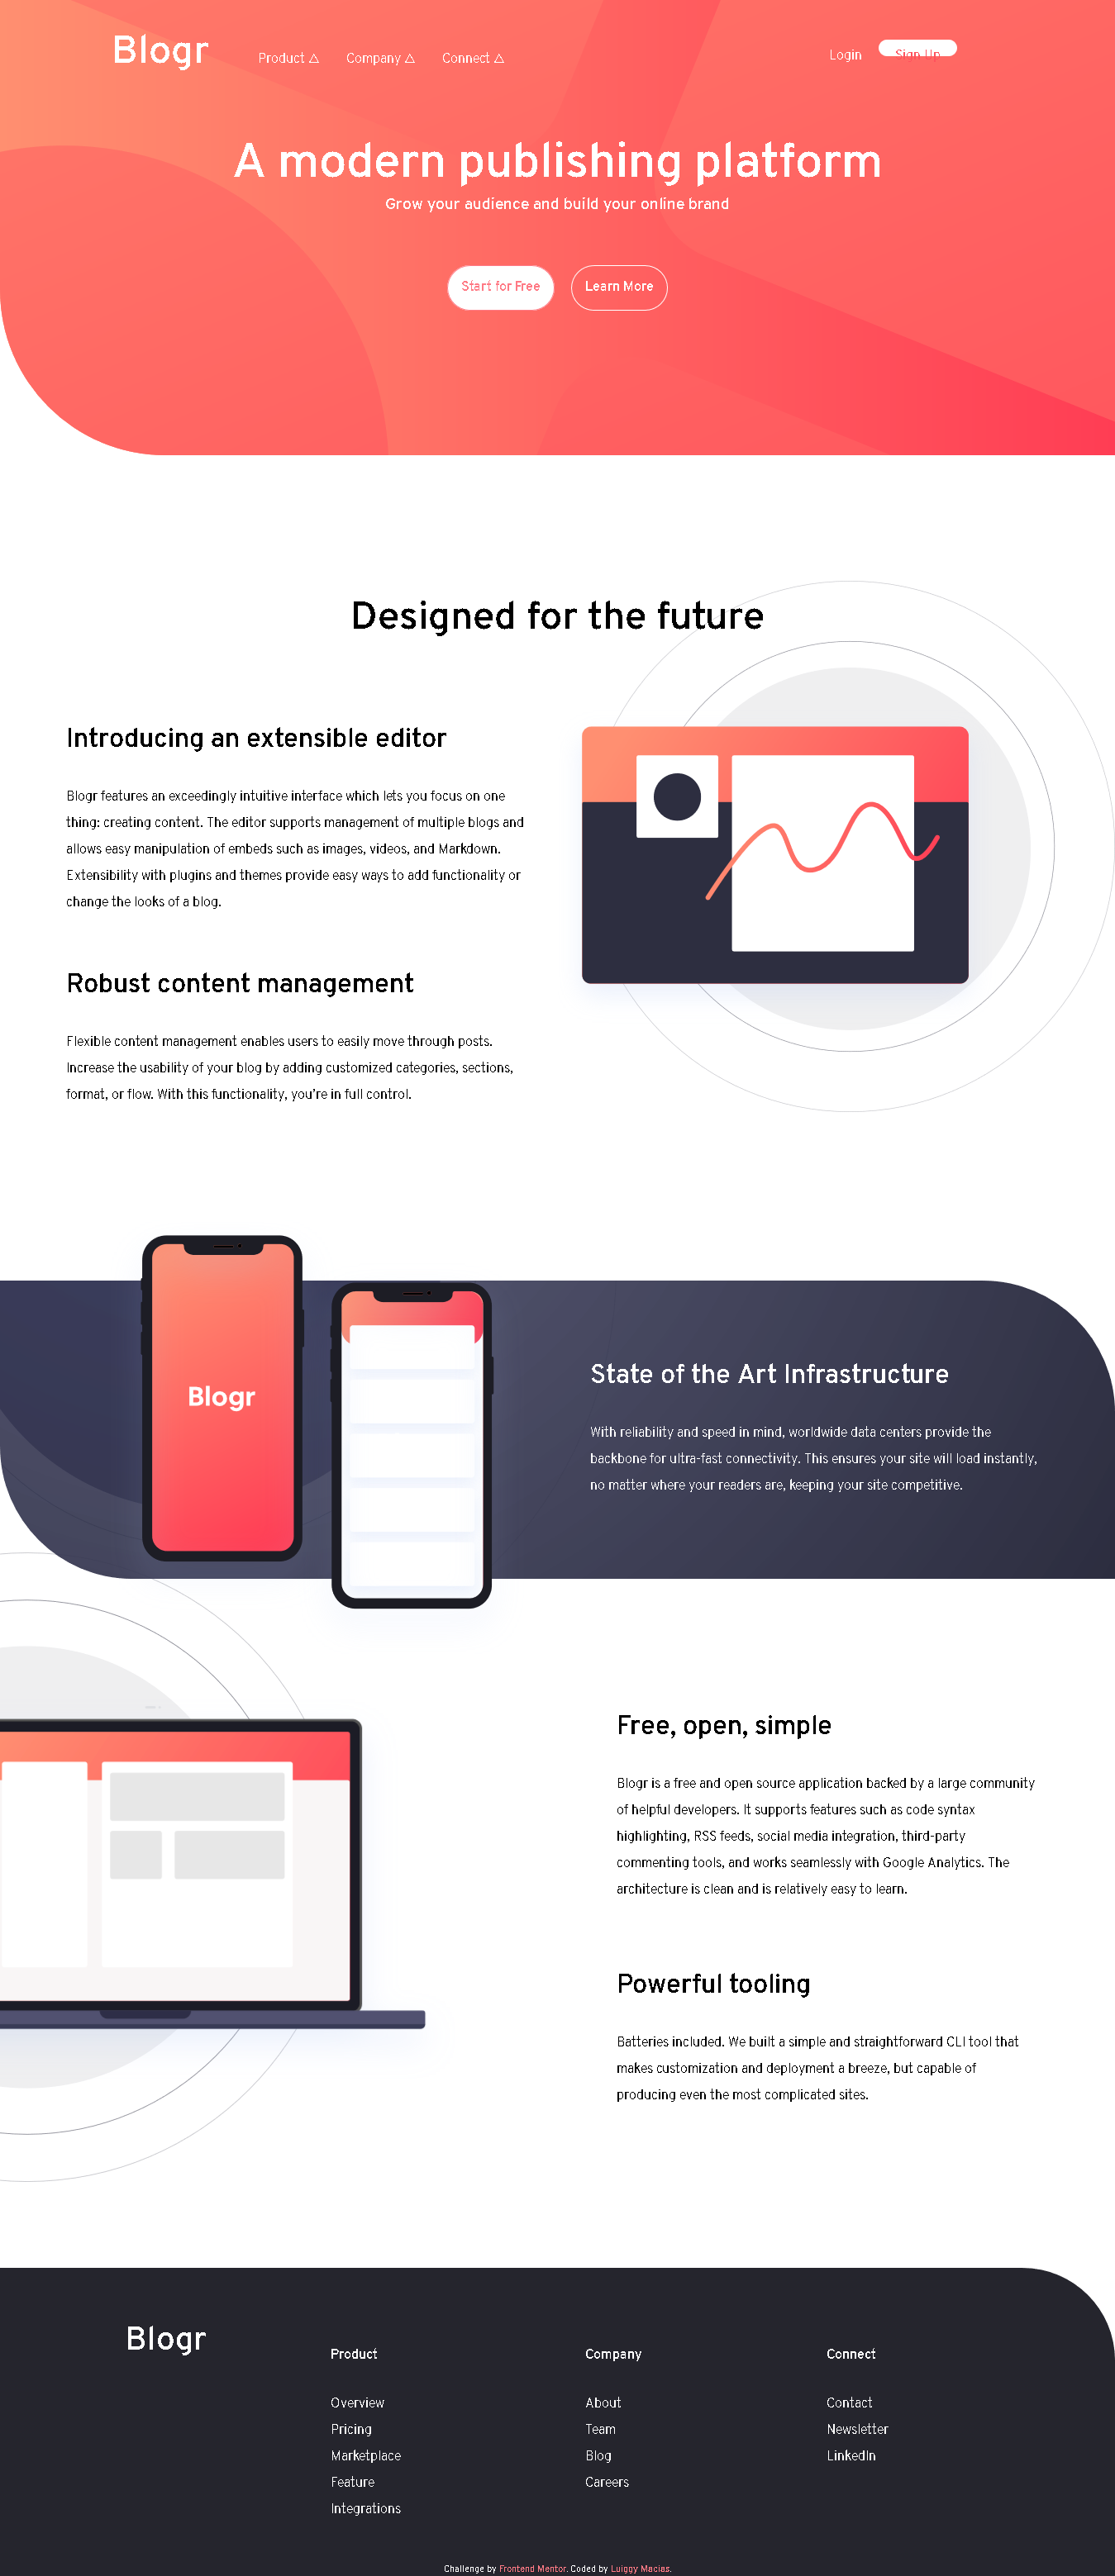 Blogr
Product △ Company △ Connect △
Login Sign Up
A modern publishing platform
Grow your audience and build your online brand
Start for Free Learn More
Designed for the future
Introducing an extensible editor
Blogr features an exceedingly intuitive interface which lets you focus on one
thing: creating content. The editor supports management of multiple blogs and
allows easy manipulation of embeds such as images, videos, and Markdown.
Extensibility with plugins and themes provide easy ways to add functionality or
change the looks of a blog.
Robust content management
Flexible content management enables users to easily move through posts.
Increase the usability of your blog by adding customized categories, sections,
format, or flow. With this functionality, you’re in full control.
Blogr
State of the Art Infrastructure
With reliability and speed in mind, worldwide data centers provide the
backbone for ultra-fast connectivity. This ensures your site will load instantly,
no matter where your readers are, keeping your site competitive.
Free, open, simple
Blogr is a free and open source application backed by a large community
of helpful developers. It supports features such as code syntax
highlighting, RSS feeds, social media integration, third-party
commenting tools, and works seamlessly with Google Analytics. The
architecture is clean and is relatively easy to learn.
Powerful tooling
Batteries included. We built a simple and straightforward CLI tool that
makes customization and deployment a breeze, but capable of
producing even the most complicated sites.
Blogr
Product
Overview
Pricing
Marketplace
Feature
Integrations
Company
About
Team
Blog
Careers
Connect
Contact
Newsletter
LinkedIn
Challenge by Frontend Mentor. Coded by Luiggy Macias.